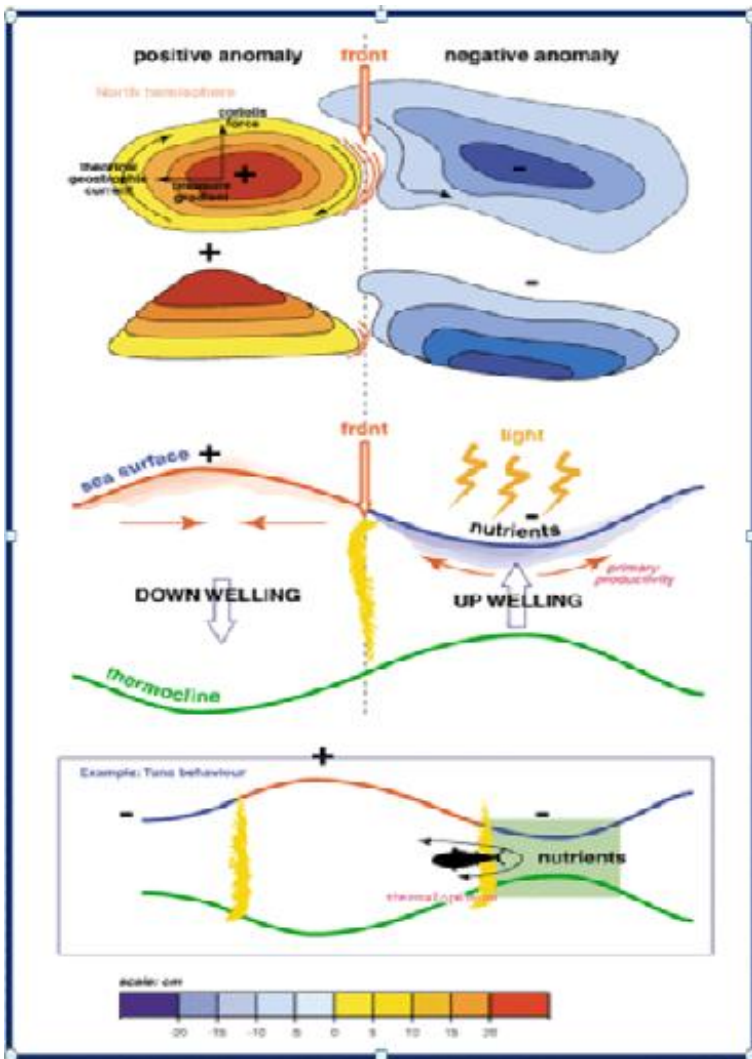 positive anomaly
front
negative anomaly
North hemisphere
coriolis
force
geostrophic
current
pressure
gradient
+
-
+
-
front
light
sea surface
+
-
nutrients
primary
productivity
DOWN WELLING
UP WELLING
thermocline
+
Example: Tuna behaviour
-
-
nutrients
scale: cm
-20 -15 -10 -5 0 5 10 15 20